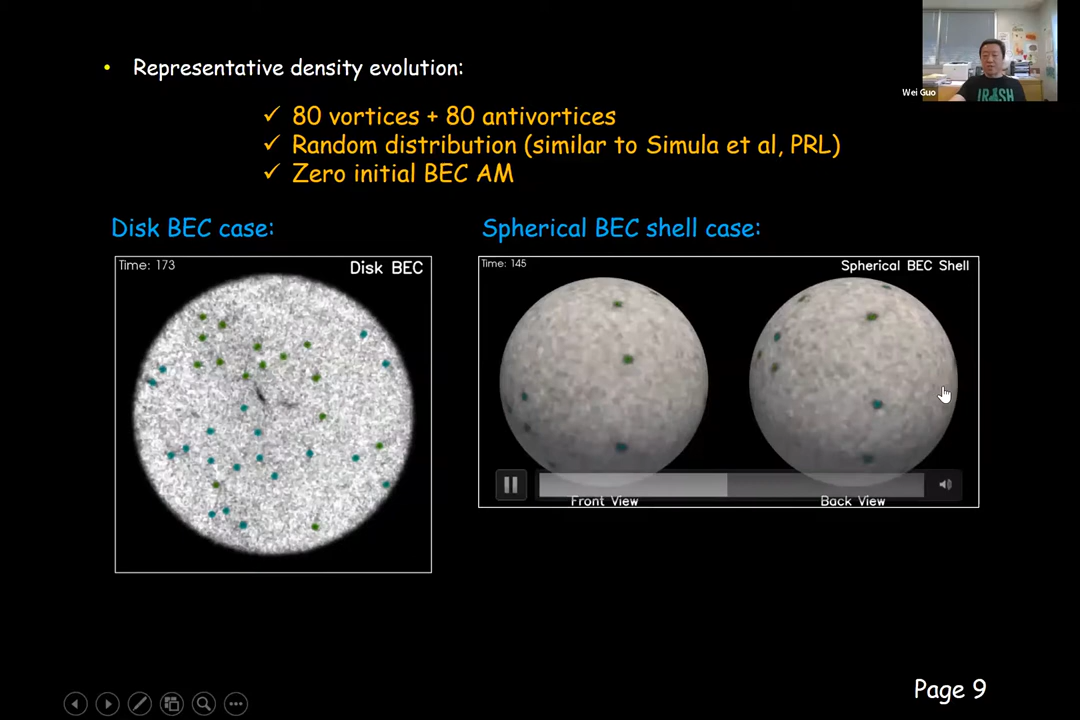 Representative density evolution:
80 vortices + 80 antivortices
Random distribution (similar to Simula et al, PRL)
Zero initial BEC AM
Wei Guo
Disk BEC case:
Spherical BEC shell case:
Time: 173
Disk BEC
Time: 145
Spherical BEC Shell
Front View
Back View
Page 9